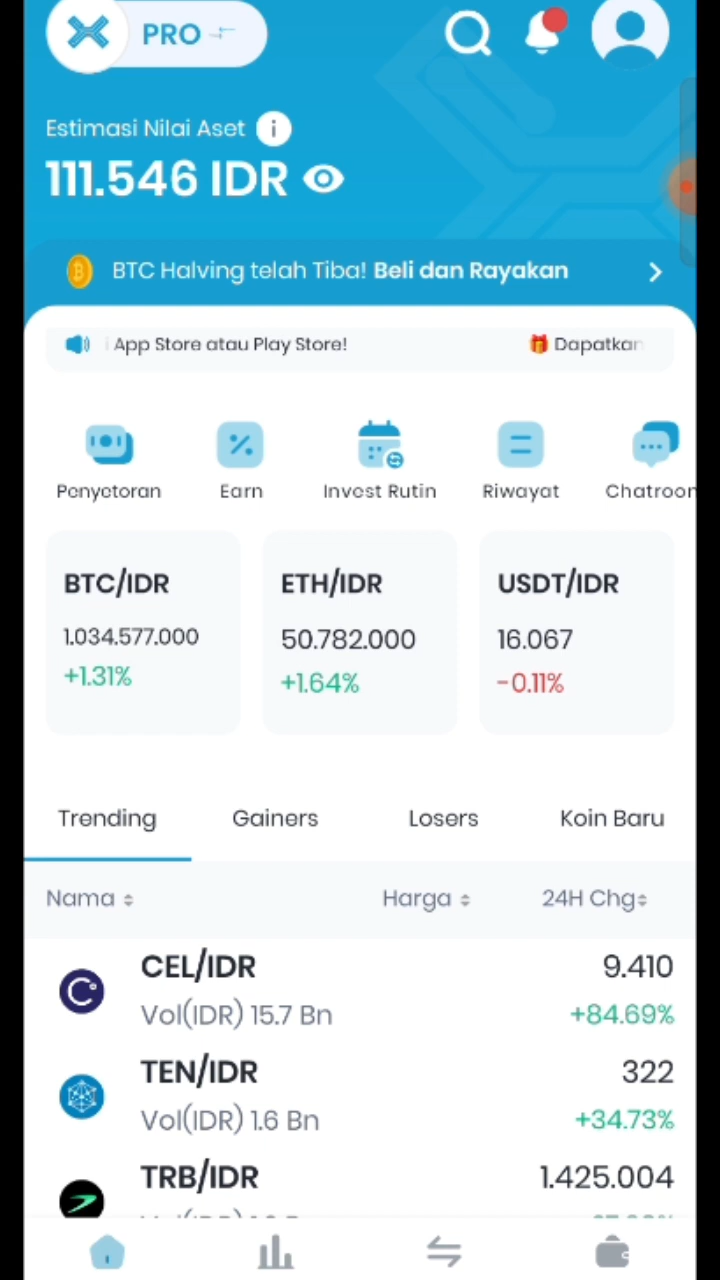 PRO
Estimasi Nilai Aset i
111.546 IDR
BTC Halving telah Tiba! Beli dan Rayakan
App Store atau Play Store! Dapatkan
Penyetoran Earn Invest Rutin Riwayat Chatroom
BTC/IDR ETH/IDR USDT/IDR
1.034.577.000 50.782.000 16.067
+1.31% +1.64% -0.11%
Trending Gainers Losers Koin Baru
Nama Harga 24H Chg
CEL/IDR 9.410
Vol(IDR) 15.7 Bn +84.69%
TEN/IDR 322
Vol(IDR) 1.6 Bn +34.73%
TRB/IDR 1.425.004